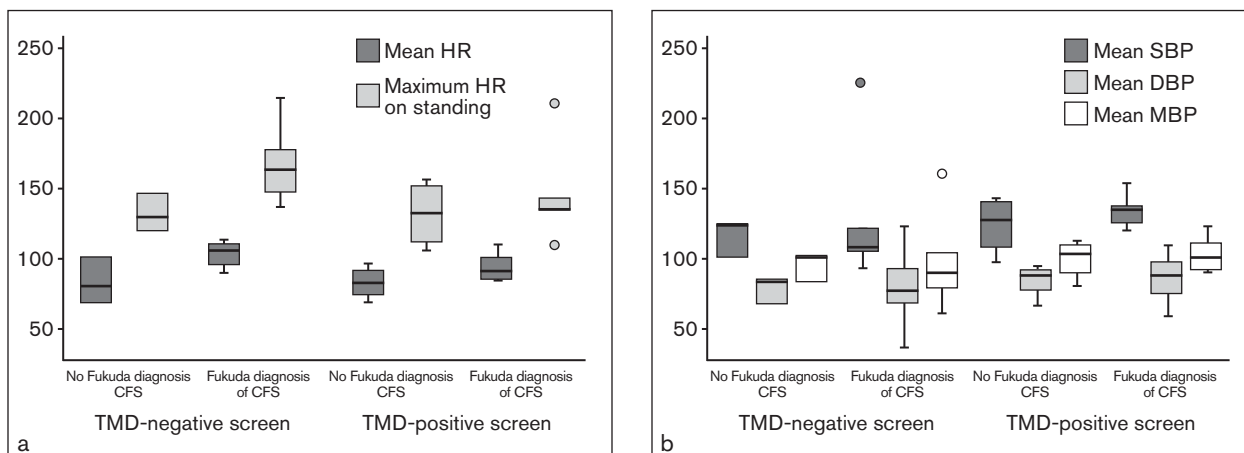 250
200
150
100
50
Mean HR
Maximum HR
on standing
No Fukuda diagnosis
CFS
Fukuda diagnosis
of CFS
No Fukuda diagnosis
CFS
Fukuda diagnosis
of CFS
TMD-negative screen
TMD-positive screen
a
250
200
150
100
50
Mean SBP
Mean DBP
Mean MBP
No Fukuda diagnosis
CFS
Fukuda diagnosis
of CFS
No Fukuda diagnosis
CFS
Fukuda diagnosis
of CFS
TMD-negative screen
TMD-positive screen
b